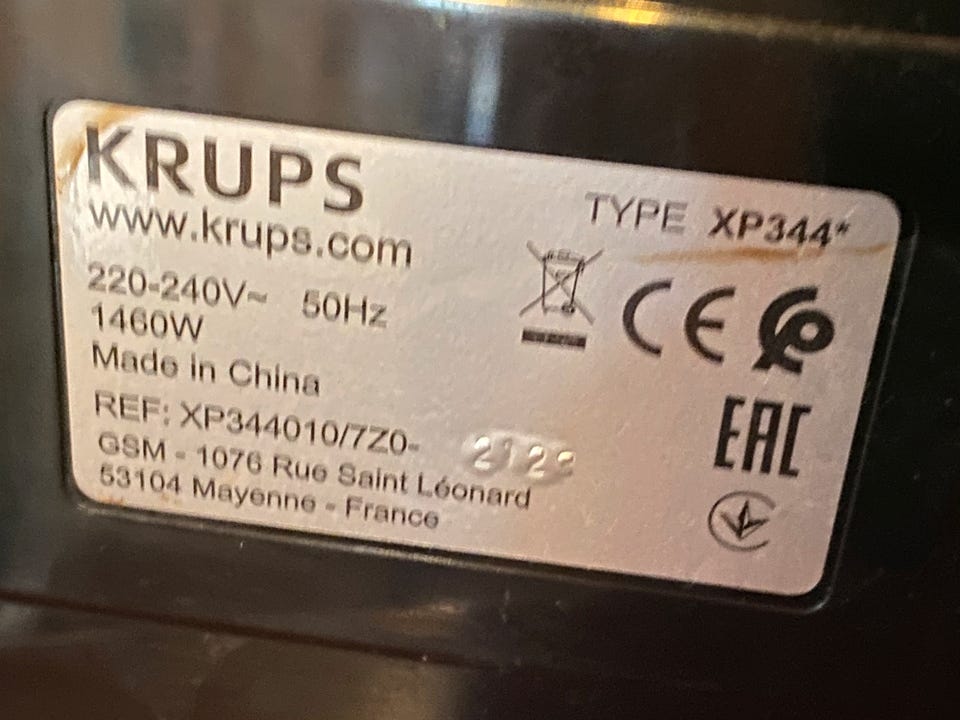 KRUPS
www.krups.com
TYPE XP344*
220-240V~ 50Hz
1460W
Made in China
REF: XP344010/7Z0-
GSM - 1076 Rue Saint Léonard
53104 Mayenne - France
CE
EAC